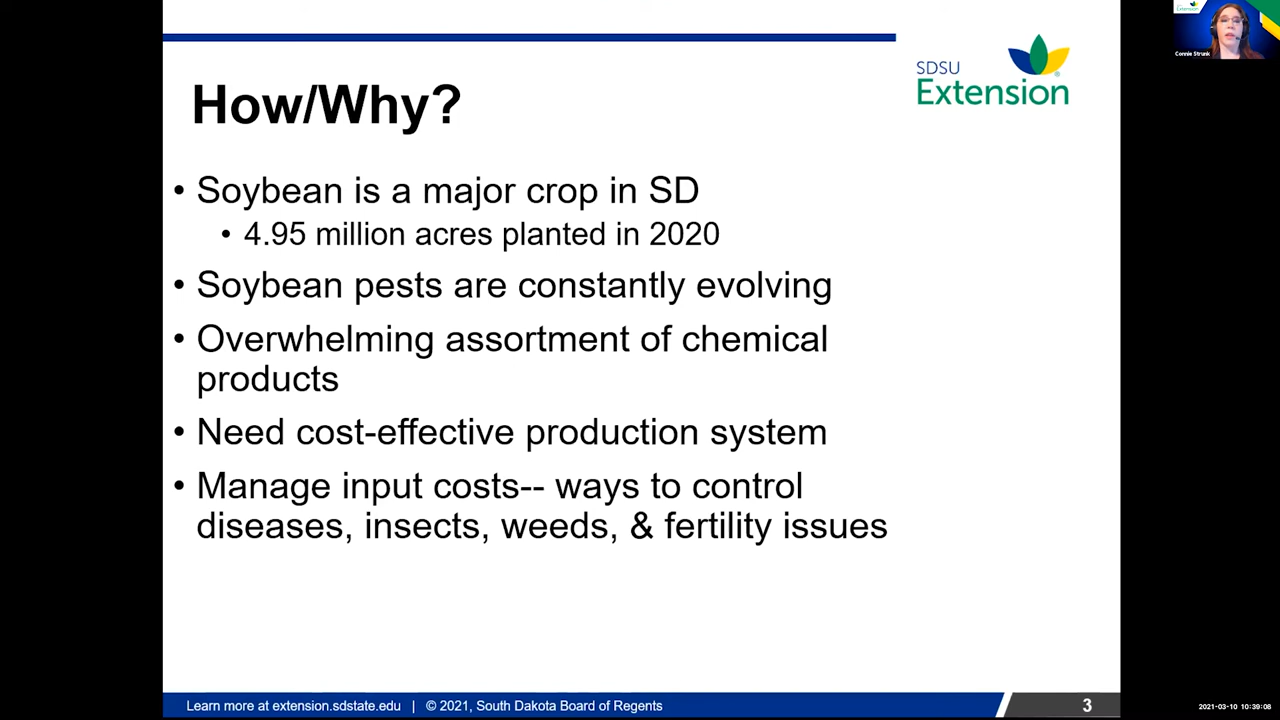 How/Why?
SDSU
Extension
• Soybean is a major crop in SD
• 4.95 million acres planted in 2020
• Soybean pests are constantly evolving
• Overwhelming assortment of chemical
products
• Need cost-effective production system
• Manage input costs-- ways to control
diseases, insects, weeds, & fertility issues
Learn more at extension.sdstate.edu | © 2021, South Dakota Board of Regents
3
Extension
Connie Strunk
2021-03-10 10:39:08